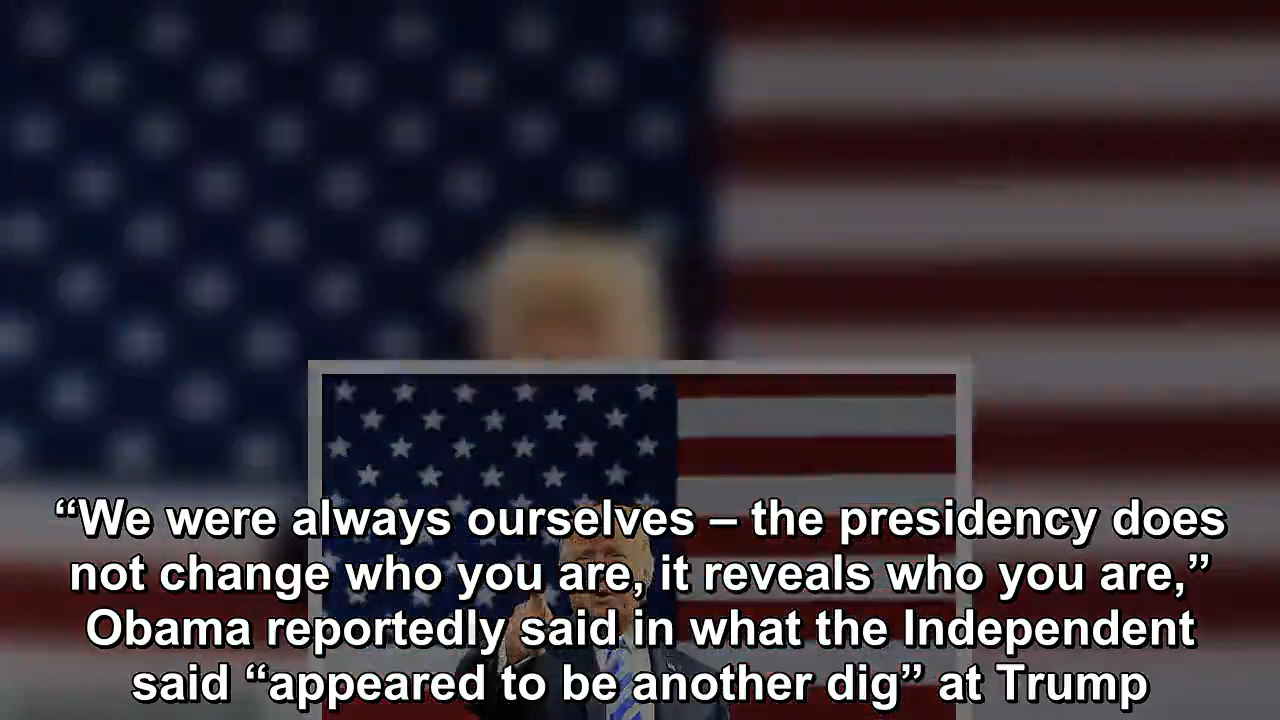 “We were always ourselves – the presidency does
not change who you are, it reveals who you are,”
Obama reportedly said in what the Independent
said “appeared to be another dig” at Trump